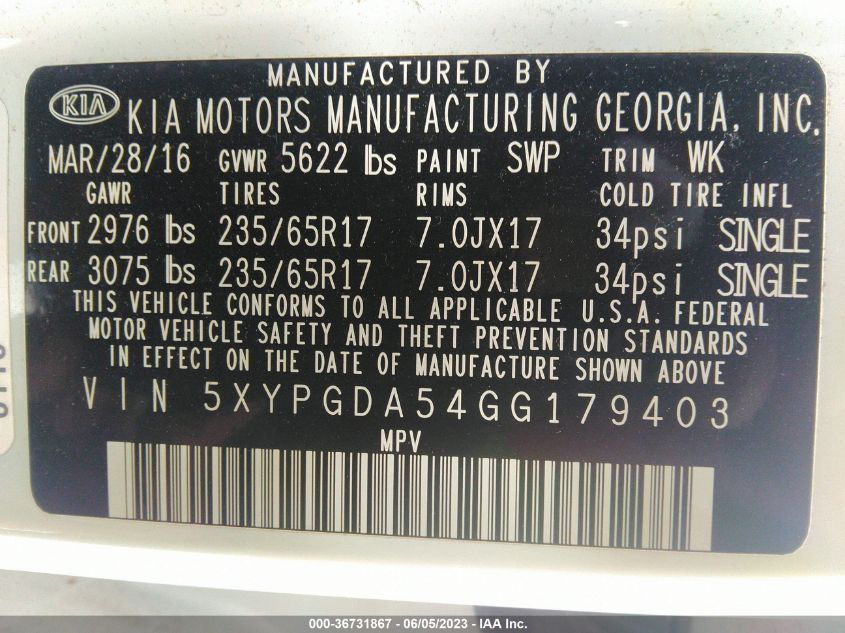 MANUFACTURED BY
KIA KIA MOTORS MANUFACTURING GEORGIA, INC.
MAR/28/16 GVWR 5622 lbs PAINT SWP TRIM WK
GAWR TIRES RIMS COLD TIRE INFL
FRONT 2976 lbs 235/65R17 7.0JX17 34psi SINGLE
REAR 3075 lbs 235/65R17 7.0JX17 34psi SINGLE
THIS VEHICLE CONFORMS TO ALL APPLICABLE U.S.A. FEDERAL
MOTOR VEHICLE SAFETY AND THEFT PREVENTION STANDARDS
IN EFFECT ON THE DATE OF MANUFACTURE SHOWN ABOVE
VIN 5XYPGDA54GG179403
MPV
000-36731867 - 06/05/2023 - IAA Inc.